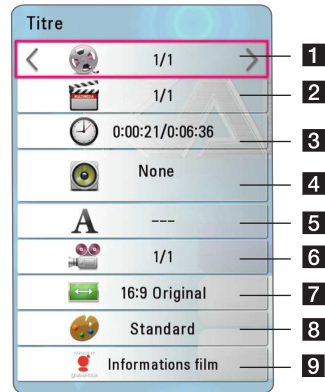 Titre
1/1 1
1/1 2
0:00:21/0:06:36 3
None 4
A --- 5
1/1 6
16:9 Original 7
Standard 8
Informations film 9